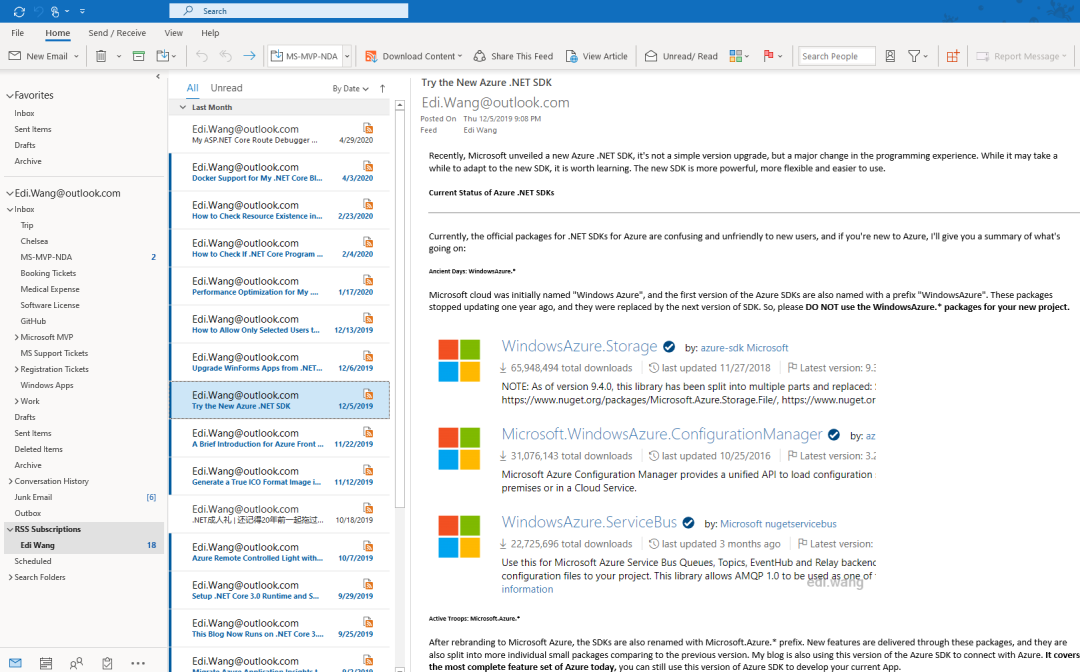 Search
File Home Send / Receive View Help
New Email MS-MVP-NDA Download Content Share This Feed View Article Unread/ Read Search People Report Message
Favorites
Inbox
Sent Items
Drafts
Archive
Edi.Wang@outlook.com
Inbox
Trip
Chelsea
MS-MVP-NDA 2
Booking Tickets
Medical Expense
Software License
GitHub
Microsoft MVP
MS Support Tickets
Registration Tickets
Windows Apps
Work
Drafts
Sent Items
Deleted Items
Archive
Conversation History
Junk Email [6]
Outbox
RSS Subscriptions
Edi Wang 18
Scheduled
Search Folders
All Unread By Date
Last Month
Edi.Wang@outlook.com
My ASP.NET Core Route Debugger ... 4/29/2020
Edi.Wang@outlook.com
Docker Support for My .NET Core Bl... 4/3/2020
Edi.Wang@outlook.com
How to Check Resource Existence in... 2/23/2020
Edi.Wang@outlook.com
How to Check If .NET Core Program ... 2/4/2020
Edi.Wang@outlook.com
Performance Optimization for My .... 1/17/2020
Edi.Wang@outlook.com
How to Allow Only Selected Users t... 12/13/2019
Edi.Wang@outlook.com
Upgrade WinForms Apps from .NET... 12/6/2019
Edi.Wang@outlook.com
Try the New Azure .NET SDK 12/5/2019
Edi.Wang@outlook.com
A Brief Introduction for Azure Front ... 11/22/2019
Edi.Wang@outlook.com
Generate a True ICO Format Image i... 11/12/2019
Edi.Wang@outlook.com
.NET成人礼 | 还记得20年前一起拖过... 10/18/2019
Edi.Wang@outlook.com
Azure Remote Controlled Light with... 10/7/2019
Edi.Wang@outlook.com
Setup .NET Core 3.0 Runtime and S... 9/29/2019
Edi.Wang@outlook.com
This Blog Now Runs on .NET Core 3.... 9/25/2019
Edi.Wang@outlook.com
Try the New Azure .NET SDK
Edi.Wang@outlook.com
Posted On Thu 12/5/2019 9:08 PM
Feed Edi Wang
Recently, Microsoft unveiled a new Azure .NET SDK, it's not a simple version upgrade, but a major change in the programming experience. While it may take a
while to adapt to the new SDK, it is worth learning. The new SDK is more powerful, more flexible and easier to use.
Current Status of Azure .NET SDKs
Currently, the official packages for .NET SDKs for Azure are confusing and unfriendly to new users, and if you're new to Azure, I'll give you a summary of what's
going on:
Ancient Days: WindowsAzure.*
Microsoft cloud was initially named "Windows Azure", and the first version of the Azure SDKs are also named with a prefix "WindowsAzure". These packages
stopped updating one year ago, and they were replaced by the next version of SDK. So, please DO NOT use the WindowsAzure.* packages for your new project.
WindowsAzure.Storage by: azure-sdk Microsoft
65,948,494 total downloads last updated 11/27/2018 Latest version: 9.3
NOTE: As of version 9.4.0, this library has been split into multiple parts and replaced:
https://www.nuget.org/packages/Microsoft.Azure.Storage.File/, https://www.nuget.or
Microsoft.WindowsAzure.ConfigurationManager by: az
31,076,143 total downloads last updated 10/25/2016 Latest version: 3.2
Microsoft Azure Configuration Manager provides a unified API to load configuration
premises or in a Cloud Service.
WindowsAzure.ServiceBus by: Microsoft nugetservicebus
22,725,696 total downloads last updated 3 months ago Latest version:
Use this for Microsoft Azure Service Bus Queues, Topics, EventHub and Relay backend
configuration files to your project. This library allows AMQP 1.0 to be used as one of
information
edi.wang
Active Troops: Microsoft.Azure.*
After rebranding to Microsoft Azure, the SDKs are also renamed with Microsoft.Azure.* prefix. New features are delivered through these packages, and they are
also split into more individual small packages comparing to the previous version. My blog is also using this version of the Azure SDK to connect with Azure. It covers
the most complete feature set of Azure today, you can still use this version of Azure SDK to develop your current App.